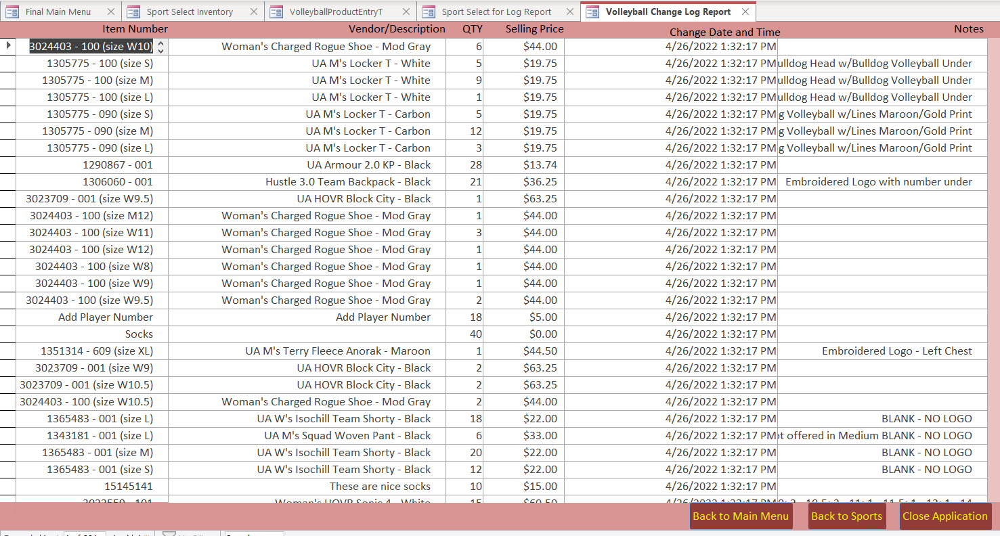 Final Main Menu Sport Select Inventory VolleyballProductEntryT Sport Select for Log Report Volleyball Change Log Report
Item Number Vendor/Description QTY Selling Price Change Date and Time Notes
3024403 - 100 (size W10) Woman's Charged Rogue Shoe - Mod Gray 6 $44.00 4/26/2022 1:32:17 PM
1305775 - 100 (size S) UA M's Locker T - White 5 $19.75 4/26/2022 1:32:17 PM ulldog Head w/Bulldog Volleyball Under
1305775 - 100 (size M) UA M's Locker T - White 9 $19.75 4/26/2022 1:32:17 PM ulldog Head w/Bulldog Volleyball Under
1305775 - 100 (size L) UA M's Locker T - White 1 $19.75 4/26/2022 1:32:17 PM ulldog Head w/Bulldog Volleyball Under
1305775 - 090 (size S) UA M's Locker T - Carbon 5 $19.75 4/26/2022 1:32:17 PM g Volleyball w/Lines Maroon/Gold Print
1305775 - 090 (size M) UA M's Locker T - Carbon 12 $19.75 4/26/2022 1:32:17 PM g Volleyball w/Lines Maroon/Gold Print
1305775 - 090 (size L) UA M's Locker T - Carbon 3 $19.75 4/26/2022 1:32:17 PM g Volleyball w/Lines Maroon/Gold Print
1290867 - 001 UA Armour 2.0 KP - Black 28 $13.74 4/26/2022 1:32:17 PM
1306060 - 001 Hustle 3.0 Team Backpack - Black 21 $36.25 4/26/2022 1:32:17 PM Embroidered Logo with number under
3023709 - 001 (size W9.5) UA HOVR Block City - Black 1 $63.25 4/26/2022 1:32:17 PM
3024403 - 100 (size M12) Woman's Charged Rogue Shoe - Mod Gray 1 $44.00 4/26/2022 1:32:17 PM
3024403 - 100 (size W11) Woman's Charged Rogue Shoe - Mod Gray 3 $44.00 4/26/2022 1:32:17 PM
3024403 - 100 (size W12) Woman's Charged Rogue Shoe - Mod Gray 1 $44.00 4/26/2022 1:32:17 PM
3024403 - 100 (size W8) Woman's Charged Rogue Shoe - Mod Gray 1 $44.00 4/26/2022 1:32:17 PM
3024403 - 100 (size W9) Woman's Charged Rogue Shoe - Mod Gray 1 $44.00 4/26/2022 1:32:17 PM
3024403 - 100 (size W9.5) Woman's Charged Rogue Shoe - Mod Gray 2 $44.00 4/26/2022 1:32:17 PM
Add Player Number Add Player Number 18 $5.00 4/26/2022 1:32:17 PM
Socks 40 $0.00 4/26/2022 1:32:17 PM
1351314 - 609 (size XL) UA M's Terry Fleece Anorak - Maroon 1 $44.50 4/26/2022 1:32:17 PM Embroidered Logo - Left Chest
3023709 - 001 (size W9) UA HOVR Block City - Black 2 $63.25 4/26/2022 1:32:17 PM
3023709 - 001 (size W10.5) UA HOVR Block City - Black 2 $63.25 4/26/2022 1:32:17 PM
3024403 - 100 (size W10.5) Woman's Charged Rogue Shoe - Mod Gray 2 $44.00 4/26/2022 1:32:17 PM
1365483 - 001 (size L) UA W's Isochill Team Shorty - Black 18 $22.00 4/26/2022 1:32:17 PM BLANK - NO LOGO
1343181 - 001 (size L) UA M's Squad Woven Pant - Black 6 $33.00 4/26/2022 1:32:17 PM t offered in Medium BLANK - NO LOGO
1365483 - 001 (size M) UA W's Isochill Team Shorty - Black 20 $22.00 4/26/2022 1:32:17 PM BLANK - NO LOGO
1365483 - 001 (size S) UA W's Isochill Team Shorty - Black 12 $22.00 4/26/2022 1:32:17 PM BLANK - NO LOGO
15145141 These are nice socks 10 $15.00 4/26/2022 1:32:17 PM
Back to Main Menu Back to Sports Close Application